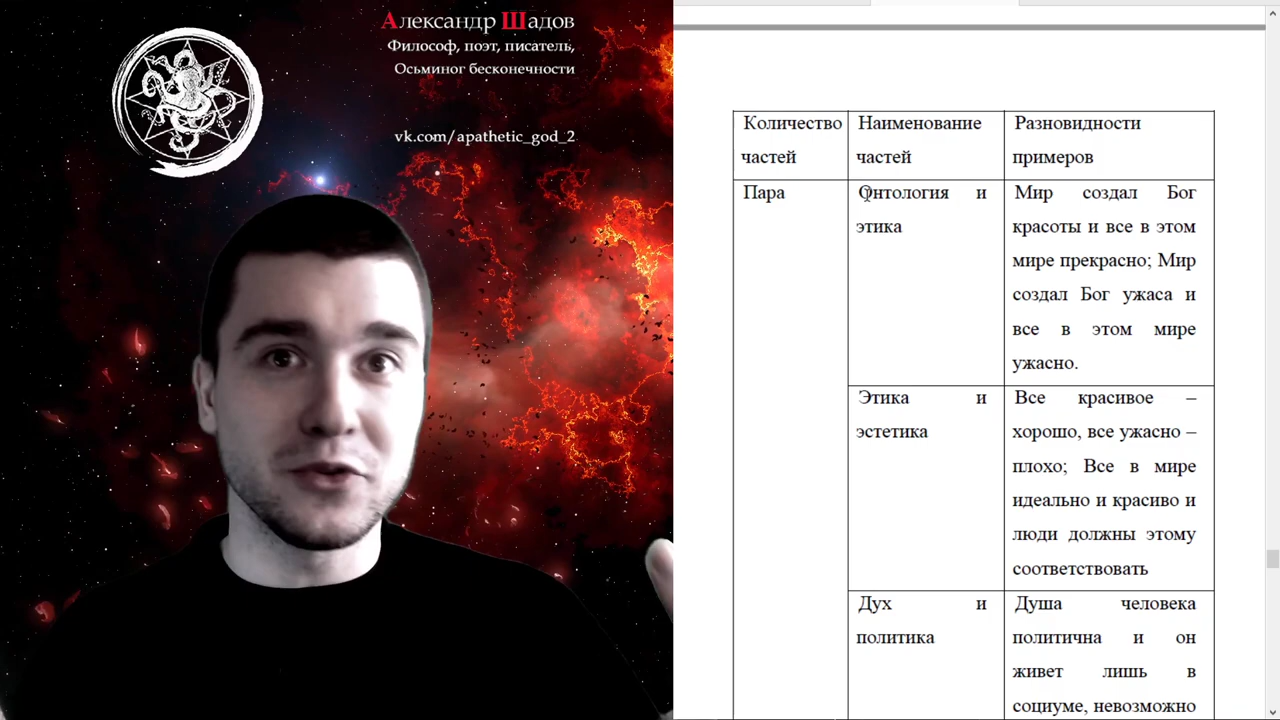 Александр Шадов
Философ, поэт, писатель,
Осьминог бесконечности
vk.com/apathetic_god_2
Количество
частей
Наименование
частей
Разновидности
примеров
Пара
Онтология и
этика
Мир создал Бог
красоты и все в этом
мире прекрасно; Мир
создал Бог ужаса и
все в этом мире
ужасно.
Этика и
эстетика
Все красивое –
хорошо, все ужасно –
плохо; Все в мире
идеально и красиво и
люди должны этому
соответствовать
Дух и
политика
Душа человека
политична и он
живет лишь в
социуме, невозможно